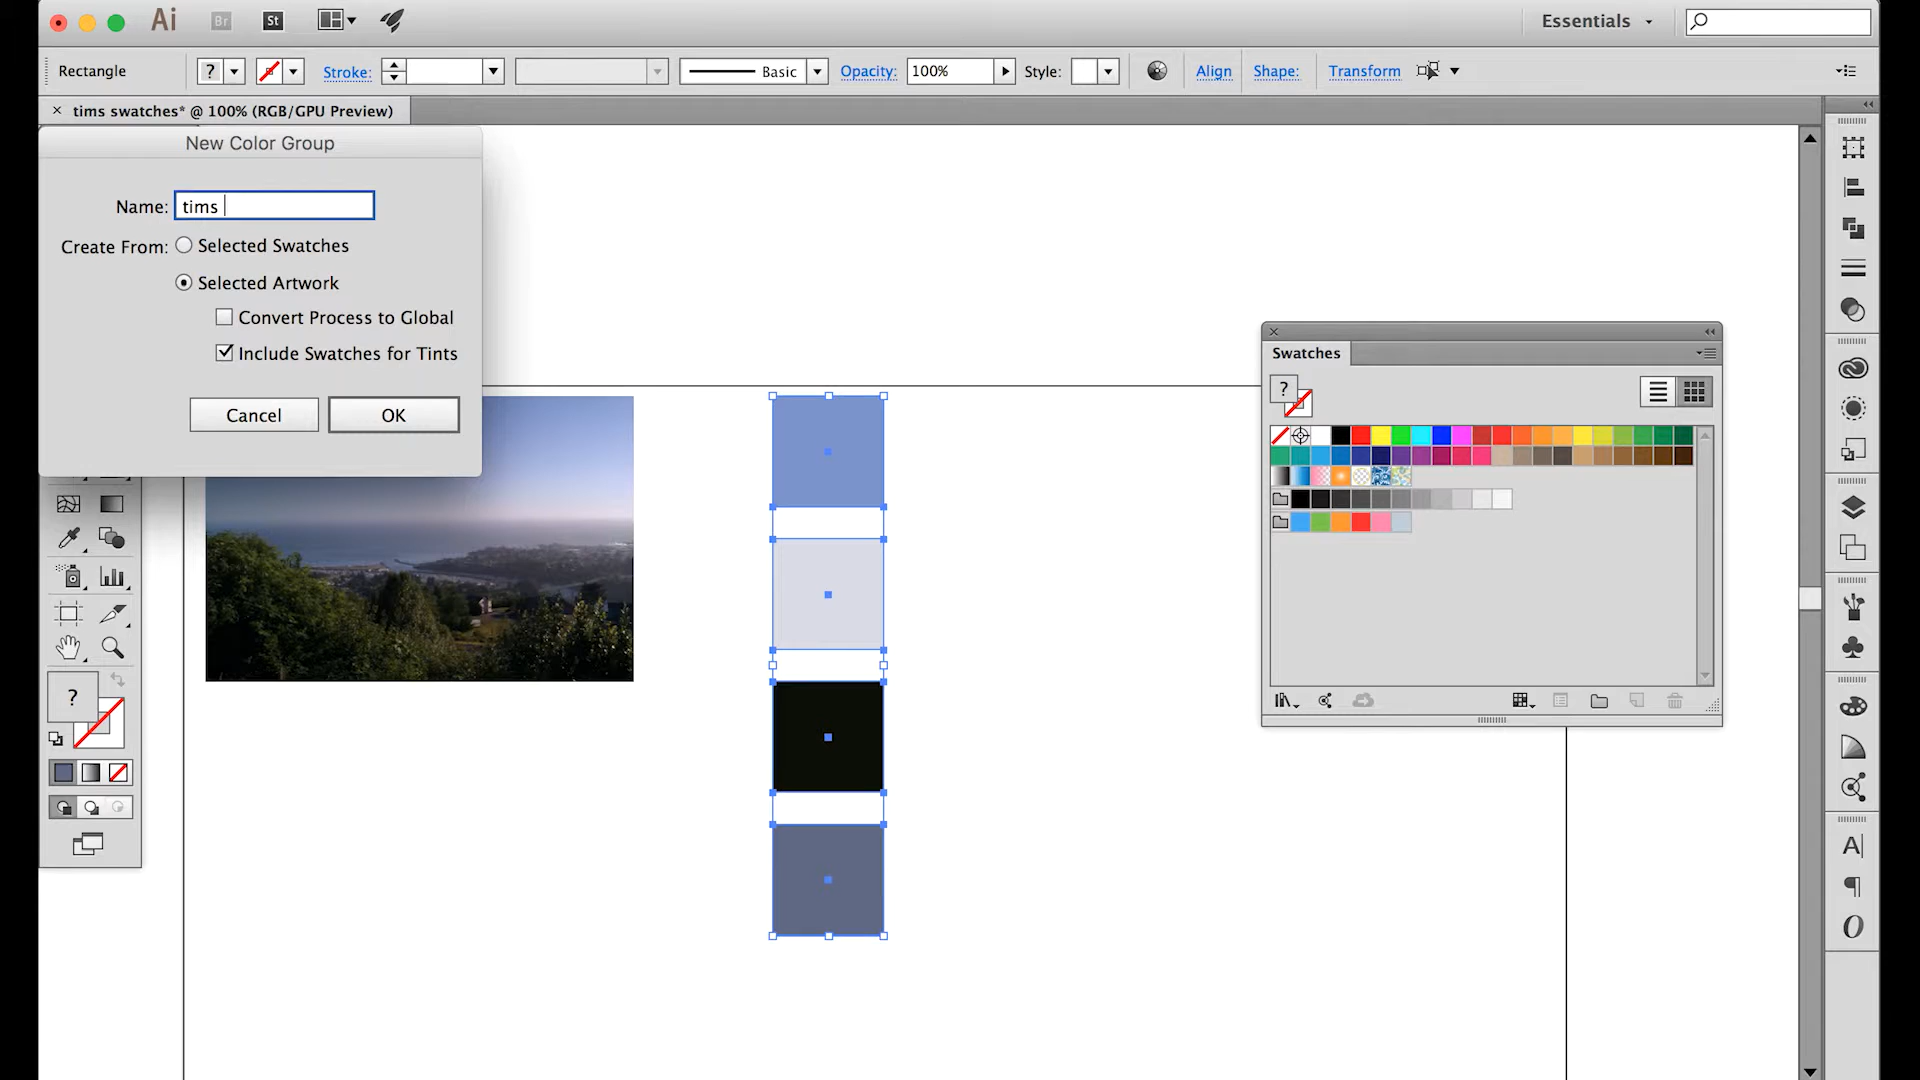 Ai Br St Essentials
Rectangle ? Stroke: Basic Opacity: 100% Style: Align Shape: Transform
× tims swatches* @ 100% (RGB/GPU Preview)
New Color Group
Name: tims
Create From: Selected Swatches
Selected Artwork
Convert Process to Global
Include Swatches for Tints
Cancel OK
Swatches
?
?
A
O